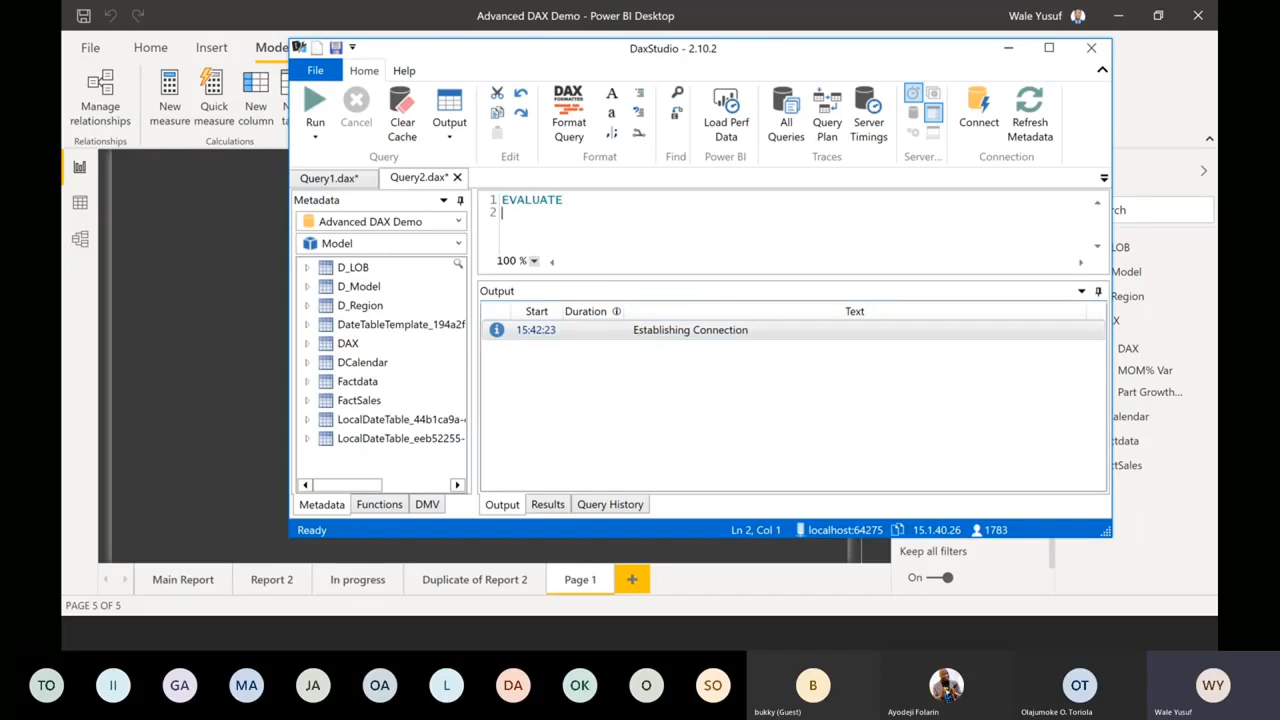 Advanced DAX Demo - Power BI Desktop
Wale Yusuf
File
Home
Insert
Mode
Manage
relationships
Relationships
New
measure
Quick
measure
New
column
Calculations
DaxStudio - 2.10.2
File
Home
Help
Run
Cancel
Clear
Cache
Output
Query
Edit
DAX
FORMATTER
Format
Query
A
a
Format
Find
Load Perf
Data
Power BI
All
Queries
Query
Plan
Server
Timings
Traces
Server...
Connect
Refresh
Metadata
Connection
Query1.dax*
Query2.dax*
Metadata
Advanced DAX Demo
Model
D_LOB
D_Model
D_Region
DateTableTemplate_194a2f
DAX
DCalendar
Factdata
FactSales
LocalDateTable_44b1ca9a-
LocalDateTable_eeb52255-
Metadata
Functions
DMV
1 EVALUATE
2
100 %
Output
Start
Duration
Text
15:42:23
Establishing Connection
Output
Results
Query History
Ready
Ln 2, Col 1
localhost:64275
15.1.40.26
1783
rch
LOB
Model
Region
X
DAX
MOM% Var
Part Growth...
alendar
ctdata
ctSales
Keep all filters
On
Main Report
Report 2
In progress
Duplicate of Report 2
Page 1
PAGE 5 OF 5
TO
II
GA
MA
JA
OA
L
DA
OK
O
SO
B
bukky (Guest)
Ayodeji Folarin
OT
Olajumoke O. Toriola
WY
Wale Yusuf